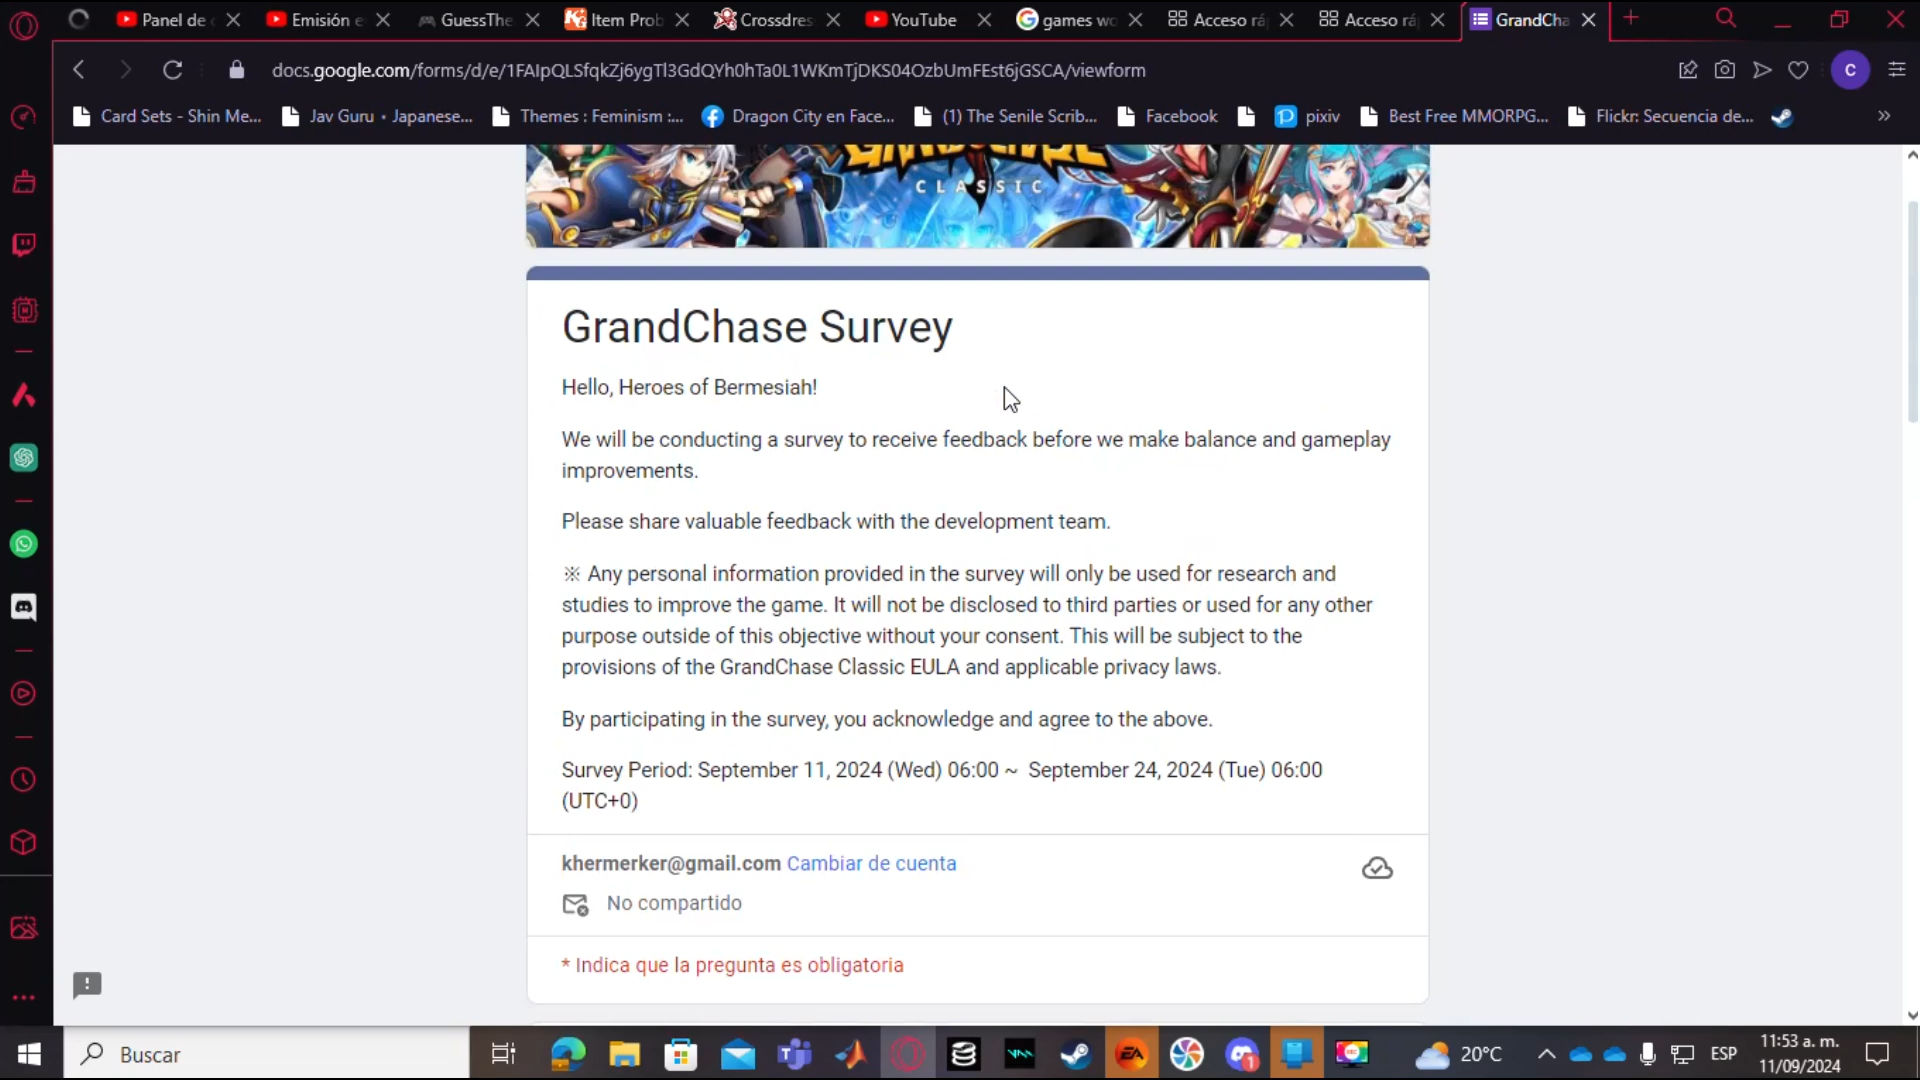 Panel de
Emisión e
GuessThe
Item Prob
Crossdres
YouTube
games wo
Acceso rá
Acceso rá
GrandCha
docs.google.com/forms/d/e/1FAIpQLSfqkZj6ygTl3GdQYh0hTa0L1WKmTjDKS04OzbUmFEst6jGSCA/viewform
C
Card Sets - Shin Me...
Jav Guru • Japanese...
Themes : Feminism :...
Dragon City en Face...
(1) The Senile Scrib...
Facebook
pixiv
Best Free MMORPG...
Flickr: Secuencia de...
CLASSIC
GrandChase Survey
Hello, Heroes of Bermesiah!
We will be conducting a survey to receive feedback before we make balance and gameplay
improvements.
Please share valuable feedback with the development team.
※ Any personal information provided in the survey will only be used for research and
studies to improve the game. It will not be disclosed to third parties or used for any other
purpose outside of this objective without your consent. This will be subject to the
provisions of the GrandChase Classic EULA and applicable privacy laws.
By participating in the survey, you acknowledge and agree to the above.
Survey Period: September 11, 2024 (Wed) 06:00 ~ September 24, 2024 (Tue) 06:00
(UTC+0)
khermerker@gmail.com Cambiar de cuenta
No compartido
* Indica que la pregunta es obligatoria
Buscar
20°C
ESP
11:53 a. m.
11/09/2024